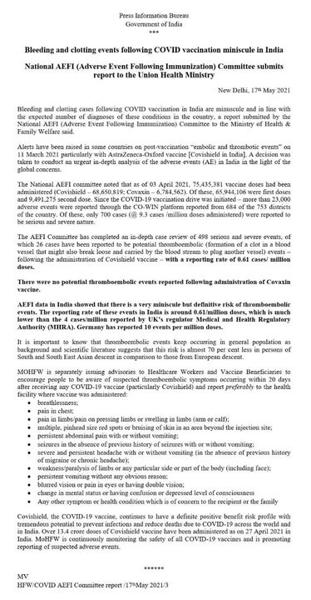 Press Information Bureau
Government of India
***
Bleeding and clotting events following COVID vaccination miniscule in India
National AEFI (Adverse Event Following Immunization) Committee submits
report to the Union Health Ministry
New Delhi, 17th May 2021
Bleeding and clotting cases following COVID vaccination in India are minuscule and in line with
the expected number of diagnoses of these conditions in the country, a report submitted by the
National AEFI (Adverse Event Following Immunization) Committee to the Ministry of Health &
Family Welfare said.
Alerts have been raised in some countries on post-vaccination "embolic and thrombotic events" on
11 March 2021 particularly with AstraZeneca-Oxford vaccine [Covishield in India]. A decision was
taken to conduct an urgent in-depth analysis of the adverse events (AE) in India in the light of the
global concerns.
The National AEFI committee noted that as of 03 April 2021, 75,435,381 vaccine doses had been
administered (Covishield – 68,650,819; Covaxin – 6,784,562). Of these, 65,944,106 were first doses
and 9,491,275 second dose. Since the COVID-19 vaccination drive was initiated – more than 23,000
adverse events were reported through the CO-WIN platform reported from 684 of the 753 districts
of the country. Of these, only 700 cases (@ 9.3 cases /million doses administered) were reported to
be serious and severe nature.
The AEFI Committee has completed an in-depth case review of 498 serious and severe events, of
which 26 cases have been reported to be potential thromboembolic (formation of a clot in a blood
vessel that might also break loose and carried by the blood stream to plug another vessel) events –
following the administration of Covishield vaccine – with a reporting rate of 0.61 cases/ million
doses.
There were no potential thromboembolic events reported following administration of Covaxin
vaccine.
AEFI data in India showed that there is a very miniscule but definitive risk of thromboembolic
events. The reporting rate of these events in India is around 0.61/million doses, which is much
lower than the 4 cases/million reported by UK's regulator Medical and Health Regulatory
Authority (MHRA). Germany has reported 10 events per million doses.
It is important to know that thromboembolic events keep occurring in general population as
background and scientific literature suggests that this risk is almost 70 per cent less in persons of
South and South East Asian descent in comparison to those from European descent.
MOHFW is separately issuing advisories to Healthcare Workers and Vaccine Beneficiaries to
encourage people to be aware of suspected thromboembolic symptoms occurring within 20 days
after receiving any COVID-19 vaccine (particularly Covishield) and report preferably to the health
facility where vaccine was administered:
• breathlessness;
• pain in chest;
• pain in limbs/pain on pressing limbs or swelling in limbs (arm or calf);
• multiple, pinhead size red spots or bruising of skin in an area beyond the injection site;
• persistent abdominal pain with or without vomiting;
• seizures in the absence of previous history of seizures with or without vomiting;
• severe and persistent headache with or without vomiting (in the absence of previous history
of migraine or chronic headache);
• weakness/paralysis of limbs or any particular side or part of the body (including face);
• persistent vomiting without any obvious reason;
• blurred vision or pain in eyes or having double vision;
• change in mental status or having confusion or depressed level of consciousness
• Any other symptom or health condition which is of concern to the recipient or the family
Covishield, the COVID-19 vaccine, continues to have a definite positive benefit risk profile with
tremendous potential to prevent infections and reduce deaths due to COVID-19 across the world and
in India. Over 13.4 crore doses of Covishield vaccine have been administered as on 27 April 2021 in
India. MoHFW is continuously monitoring the safety of all COVID-19 vaccines and is promoting
reporting of suspected adverse events.
******
MV
HFW/COVID AEFI Committee report /17thMay 2021/3